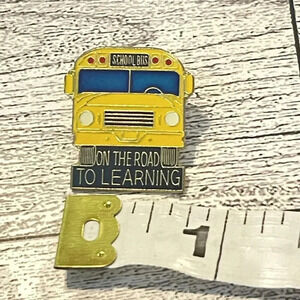 SCHOOL BUS
ON THE ROAD
TO LEARNING
1